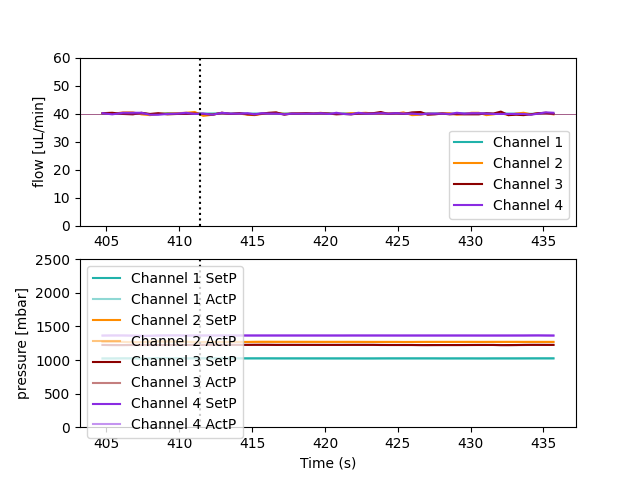 60
50
40
30
20
10
0
flow [uL/min]
Channel 1
Channel 2
Channel 3
Channel 4
405 410 415 420 425 430 435
2500
2000
1500
1000
500
0
pressure [mbar]
Channel 1 SetP
Channel 1 ActP
Channel 2 SetP
Channel 2 ActP
Channel 3 SetP
Channel 3 ActP
Channel 4 SetP
Channel 4 ActP
405 410 415 420 425 430 435
Time (s)